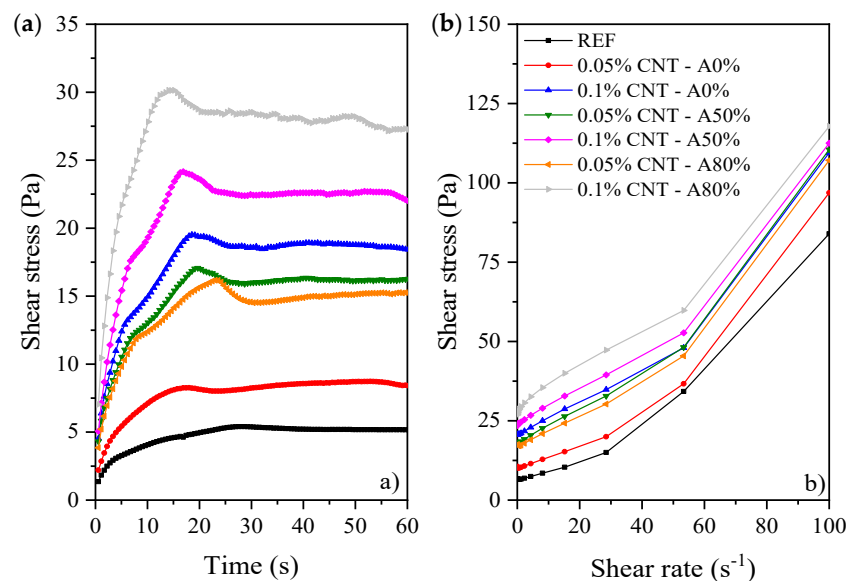 (a)
35
30
25
20
15
10
5
0
Shear stress (Pa)
0 10 20 30 40 50 60
Time (s)
a)
(b)
150
125
100
75
50
25
0
Shear stress (Pa)
REF
0.05% CNT - A0%
0.1% CNT - A0%
0.05% CNT - A50%
0.1% CNT - A50%
0.05% CNT - A80%
0.1% CNT - A80%
0 20 40 60 80 100
Shear rate (s⁻¹)
b)